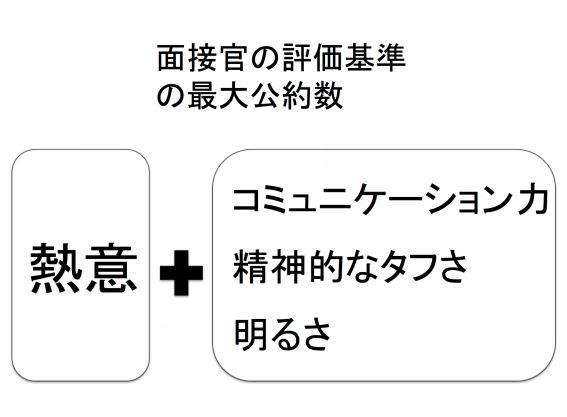 面接官の評価基準
の最大公約数
熱意
コミュニケーション力
精神的なタフさ
明るさ